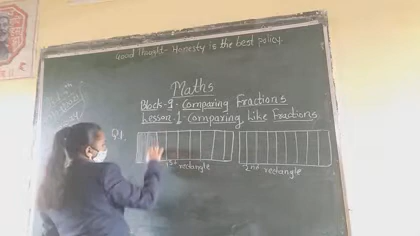 Good Thought- Honesty is the best policy.
Maths
Block-9- Comparing Fractions
Lesson-1- Comparing Like Fractions
Q1.
1st rectangle
2nd rectangle